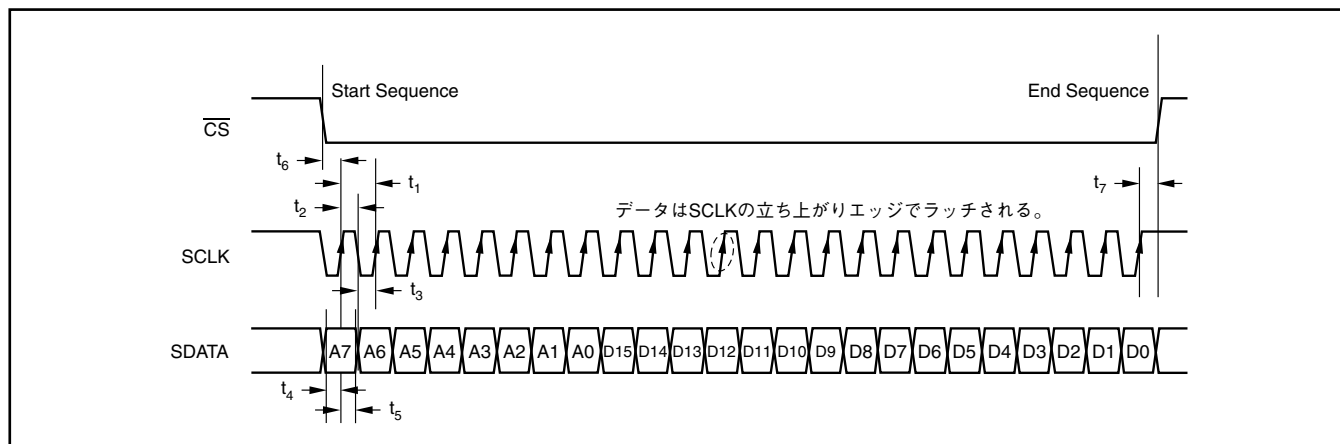 Start Sequence
End Sequence
CS
t6
t1
t2
t7
データはSCLKの立ち上がりエッジでラッチされる。
SCLK
t3
SDATA
A7 A6 A5 A4 A3 A2 A1 A0 D15 D14 D13 D12 D11 D10 D9 D8 D7 D6 D5 D4 D3 D2 D1 D0
t4
t5